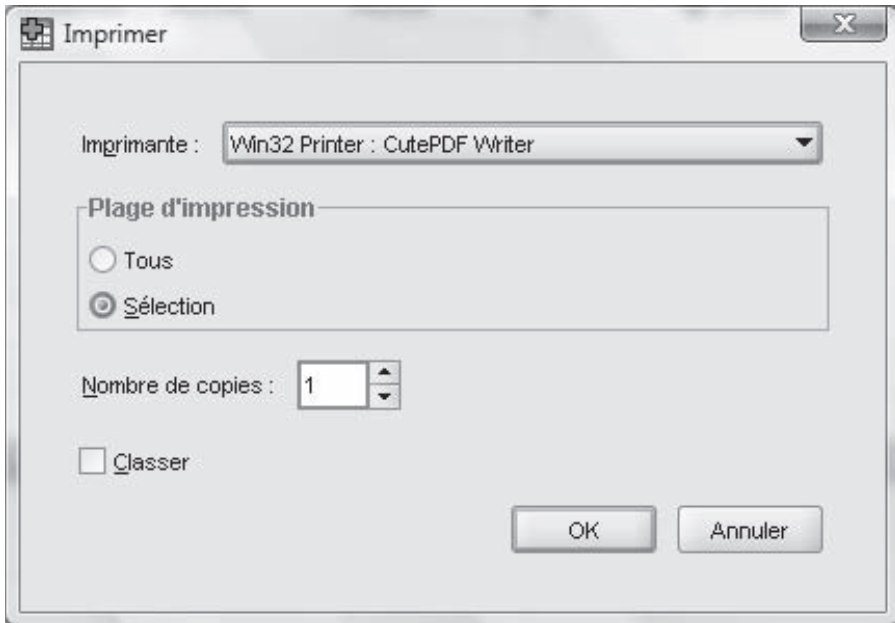 Imprimer
Imprimante : Win32 Printer : CutePDF Writer
Plage d'impression
Tous
Sélection
Nombre de copies : 1
Classer
OK Annuler